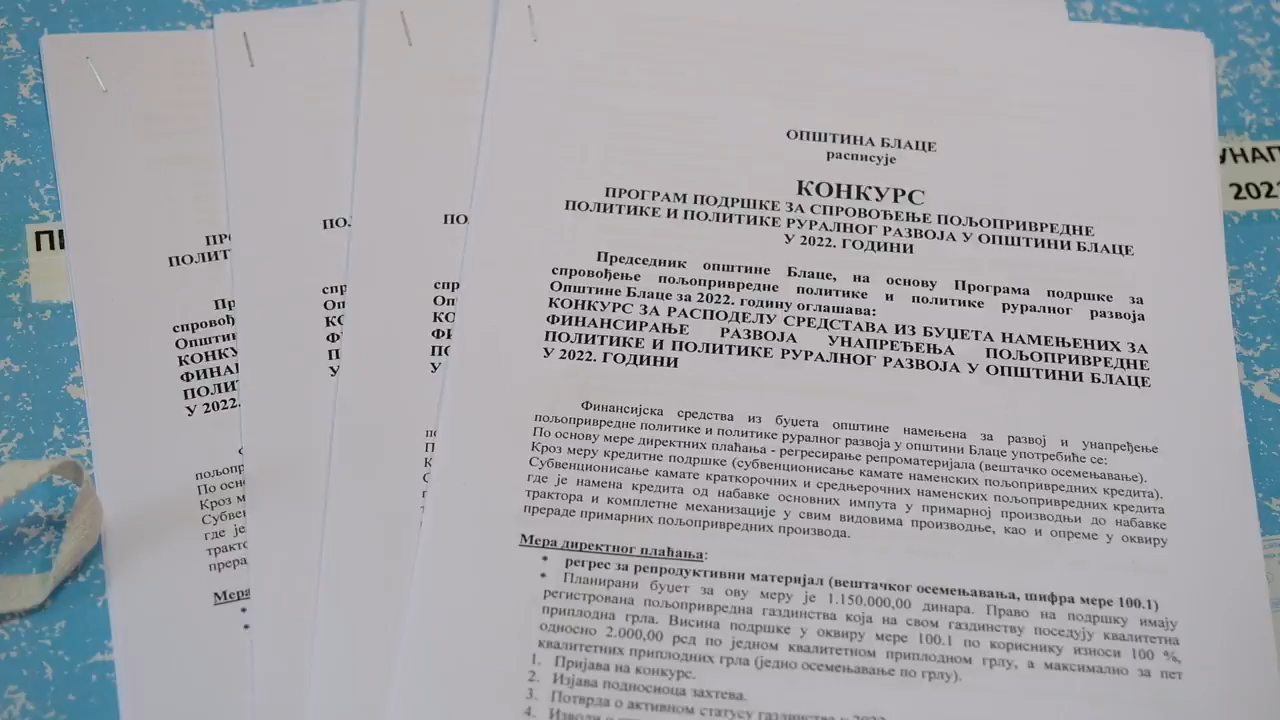 ОПШТИНА БЛАЦЕ
расписује
КОНКУРС
ПРОГРАМ ПОДРШКЕ ЗА СПРОВОЂЕЊЕ ПОЉОПРИВРЕДНЕ
ПОЛИТИКЕ И ПОЛИТИКЕ РУРАЛНОГ РАЗВОЈА У ОПШТИНИ БЛАЦЕ
У 2022. ГОДИНИ
Председник општине Блаце, на основу Програма подршке за
спровођење пољопривредне политике и политике руралног развоја
Општине Блаце за 2022. годину оглашава:
КОНКУРС ЗА РАСПОДЕЛУ СРЕДСТАВА ИЗ БУЏЕТА НАМЕЊЕНИХ ЗА
ФИНАНСИРАЊЕ РАЗВОЈА УНАПРЕЂЕЊА ПОЉОПРИВРЕДНЕ
ПОЛИТИКЕ И ПОЛИТИКЕ РУРАЛНОГ РАЗВОЈА У ОПШТИНИ БЛАЦЕ
У 2022. ГОДИНИ
Финансијска средства из буџета општине намењена за развој и унапређење
пољопривредне политике и политике руралног развоја у општини Блаце употребиће се:
По основу мере директних плаћања - регресирање репроматеријала (вештачко осемењавање).
Кроз меру кредитне подршке (субвенционисање камате наменских пољопривредних кредита).
Субвенционисање камате краткорочних и средњерочних наменских пољопривредних кредита
где је намена кредита од набавке основних импута у примарној производњи до набавке
трактора и комплетне механизације у свим видовима производње, као и опреме у оквиру
прераде примарних пољопривредних производа.
Мера директног плаћања:
* регрес за репродуктивни материјал (вештачког осемењавања, шифра мере 100.1)
* Планирани буџет за ову меру је 1.150.000,00 динара. Право на подршку имају
регистрована пољопривредна газдинства која на свом газдинству поседују квалитетна
приплодна грла. Висина подршке у оквиру мере 100.1 по кориснику износи 100 %,
односно 2.000,00 рсд по једном квалитетном приплодном грлу, а максимално за пет
квалитетних приплодних грла (једно осемењавање по грлу).
1. Пријава на конкурс.
2. Изјава подносиоца захтева.
3. Потврда о активном статусу газдинства у 2022
4. Изводи